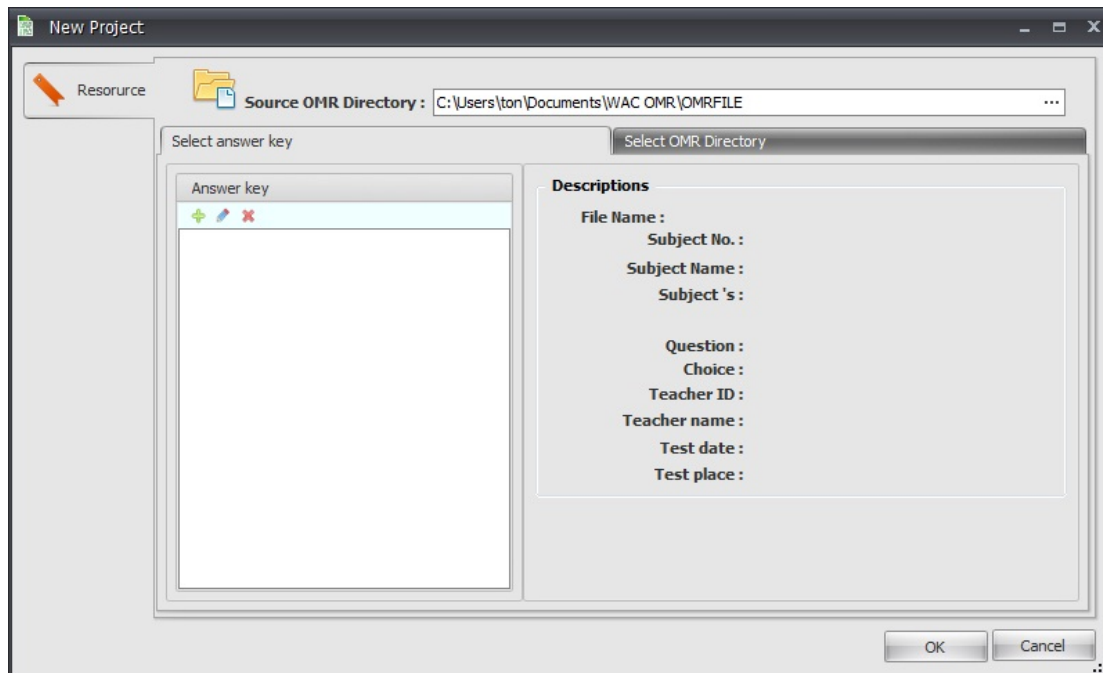 New Project
Resorurce
Source OMR Directory : C:\Users\ton\Documents\WAC OMR\OMRFILE ...
Select answer key
Select OMR Directory
Answer key
Descriptions
File Name :
Subject No. :
Subject Name :
Subject 's :
Question :
Choice :
Teacher ID :
Teacher name :
Test date :
Test place :
OK
Cancel